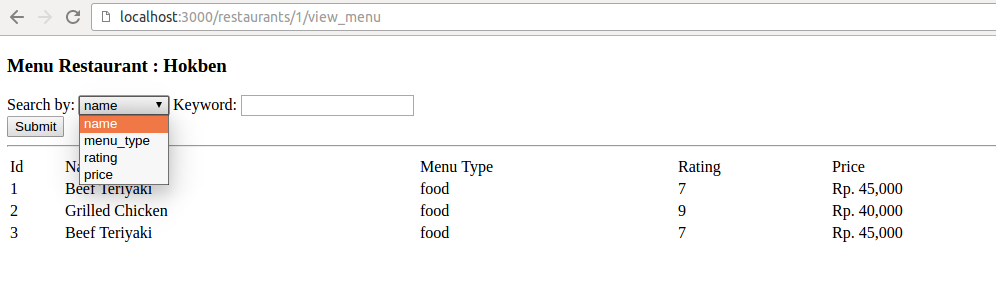 localhost:3000/restaurants/1/view_menu
Menu Restaurant : Hokben
Search by: name Keyword:
Submit
name
menu_type
rating
price
Id Menu Type Rating Price
1 Beef Teriyaki food 7 Rp. 45,000
2 Grilled Chicken food 9 Rp. 40,000
3 Beef Teriyaki food 7 Rp. 45,000